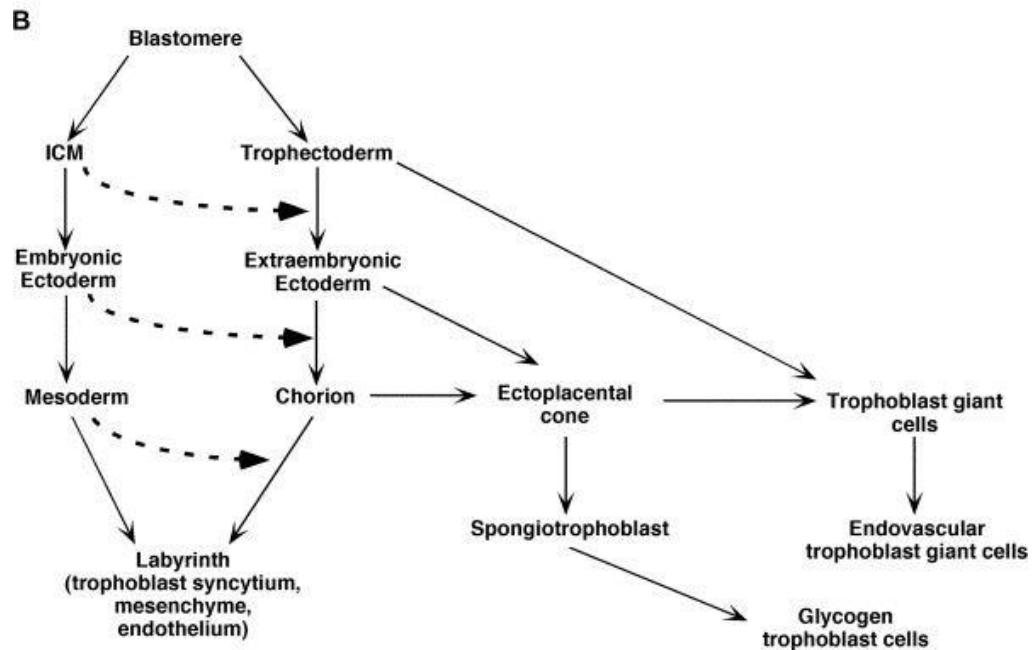 B
Blastomere
ICM
Trophectoderm
Embryonic
Ectoderm
Extraembryonic
Ectoderm
Mesoderm
Chorion
Ectoplacental
cone
Trophoblast giant
cells
Spongiotrophoblast
Endovascular
trophoblast giant cells
Labyrinth
(trophoblast syncytium,
mesenchyme,
endothelium)
Glycogen
trophoblast cells